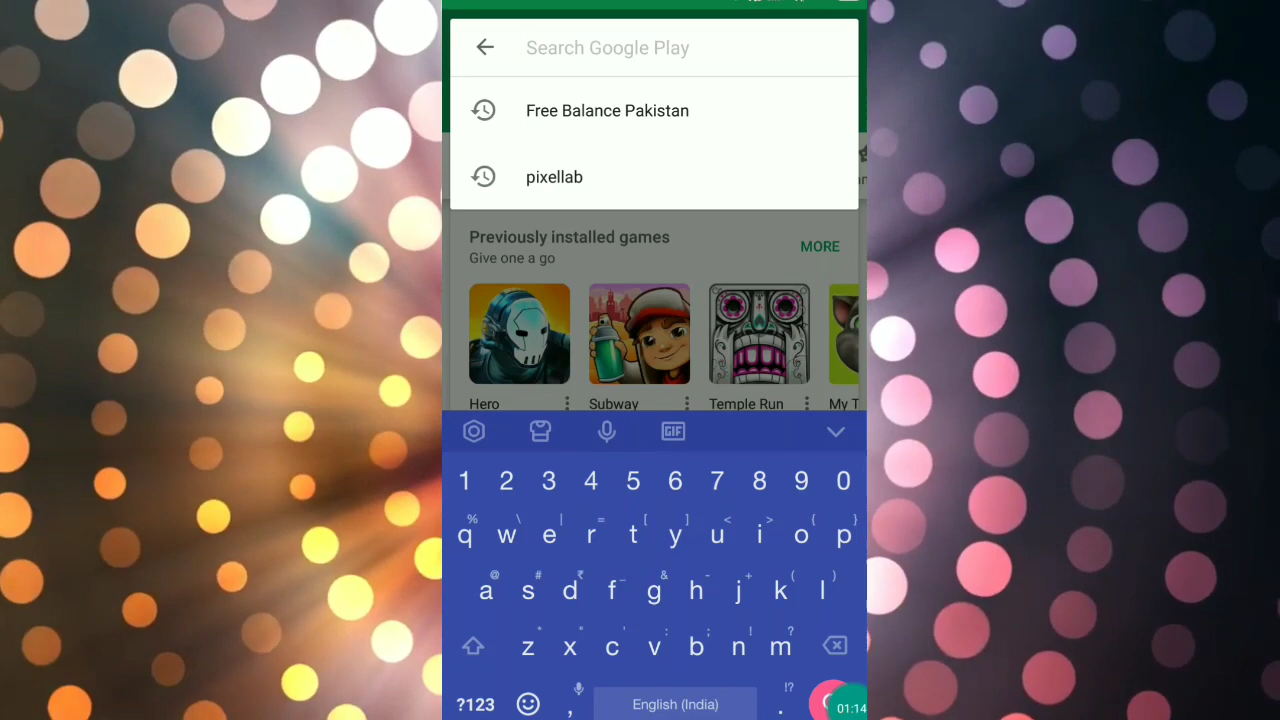 Search Google Play
Free Balance Pakistan
pixellab
Previously installed games
MORE
Give one a go
Hero
Subway
Temple Run
My T
GIF
1 2 3 4 5 6 7 8 9 0
% \ | = [ ] < > { }
q w e r t y u i o p
@ # ₹ _ & - + ( )
a s d f g h j k l
* " ' : ; ! ?
z x c v b n m
!?
?123 , English (India) .
01:14